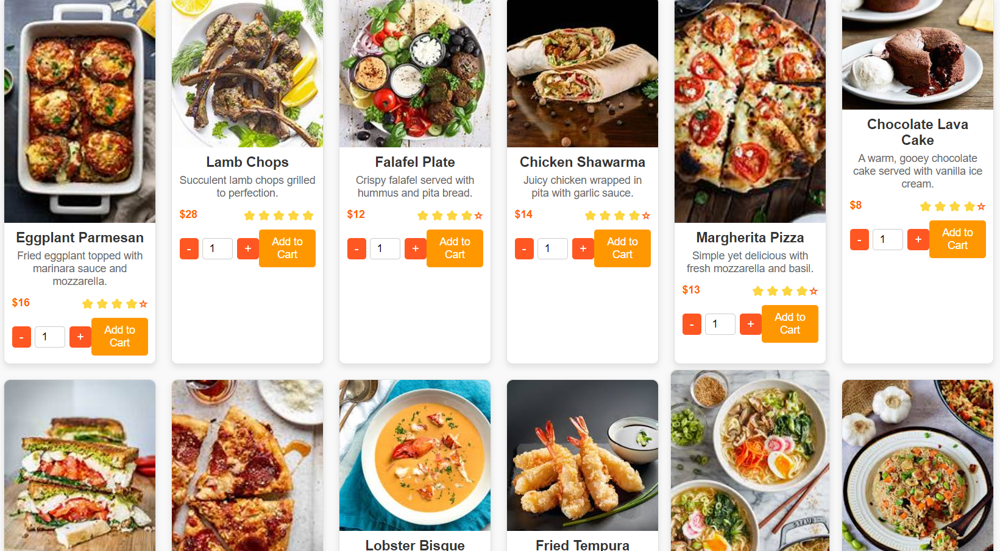 Eggplant Parmesan
Fried eggplant topped with
marinara sauce and
mozzarella.
$16
- 1 + Add to
Cart
Lamb Chops
Succulent lamb chops grilled
to perfection.
$28
- 1 + Add to
Cart
Falafel Plate
Crispy falafel served with
hummus and pita bread.
$12
- 1 + Add to
Cart
Chicken Shawarma
Juicy chicken wrapped in
pita with garlic sauce.
$14
- 1 + Add to
Cart
Margherita Pizza
Simple yet delicious with
fresh mozzarella and basil.
$13
- 1 + Add to
Cart
Chocolate Lava
Cake
A warm, gooey chocolate
cake served with vanilla ice
cream.
$8
- 1 + Add to
Cart
Lobster Bisque
Fried Tempura
STAUB